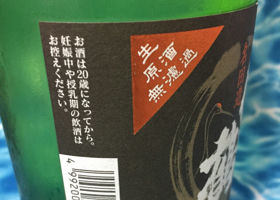 お酒は20歳になってから。
妊娠中や授乳期の飲酒は
お控えください。
生
原酒
無濾過
4 99200